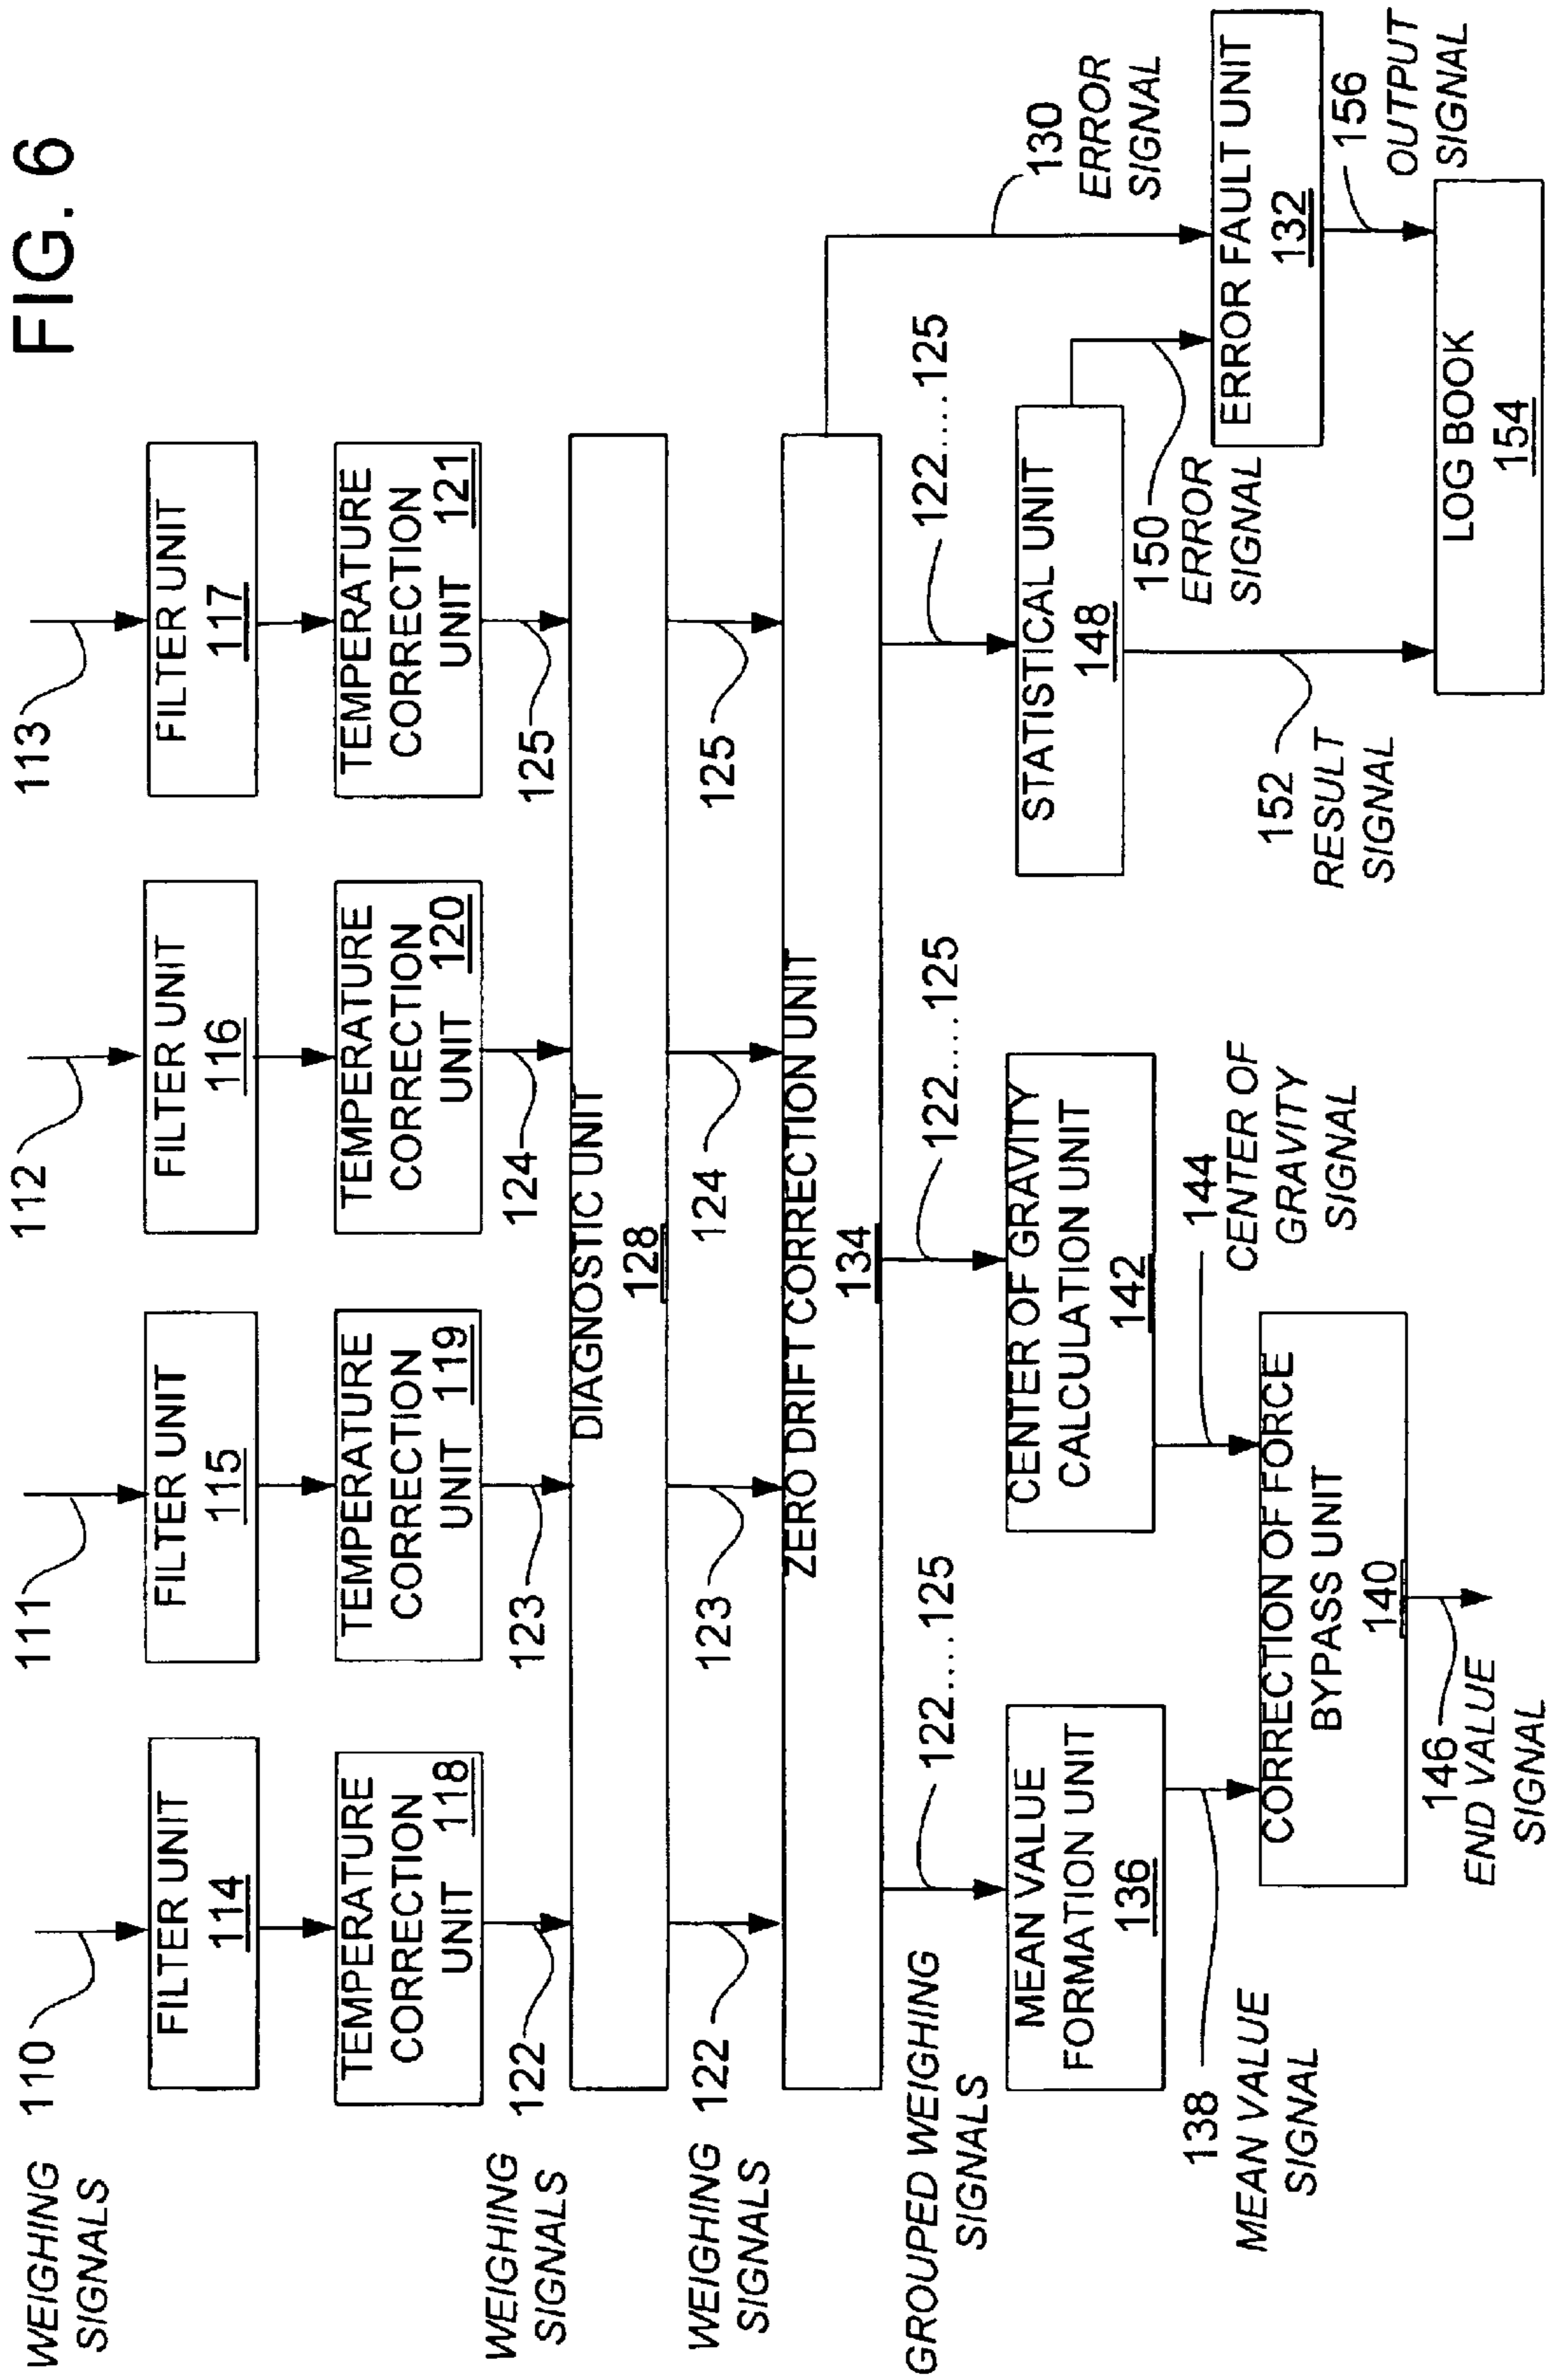 FIG. 6
WEIGHING
SIGNALS
110
111
112
113
FILTER UNIT
114
FILTER UNIT
115
FILTER UNIT
116
FILTER UNIT
117
TEMPERATURE
CORRECTION
UNIT 118
TEMPERATURE
CORRECTION
UNIT 119
TEMPERATURE
CORRECTION
UNIT 120
TEMPERATURE
CORRECTION
UNIT 121
WEIGHING
SIGNALS
122
123
124
125
DIAGNOSTIC UNIT
128
WEIGHING
SIGNALS
122
123
124
125
ZERO DRIFT CORRECTION UNIT
134
GROUPED WEIGHING
SIGNALS
122....125
122....125
122....125
130
ERROR
SIGNAL
MEAN VALUE
FORMATION UNIT
136
CENTER OF GRAVITY
CALCULATION UNIT
142
STATISTICAL UNIT
148
150
ERROR
SIGNAL
ERROR FAULT UNIT
132
138
MEAN VALUE
SIGNAL
144
CENTER OF
GRAVITY
SIGNAL
152
RESULT
SIGNAL
156
OUTPUT
SIGNAL
CORRECTION OF FORCE
BYPASS UNIT
140
LOG BOOK
154
146
END VALUE
SIGNAL